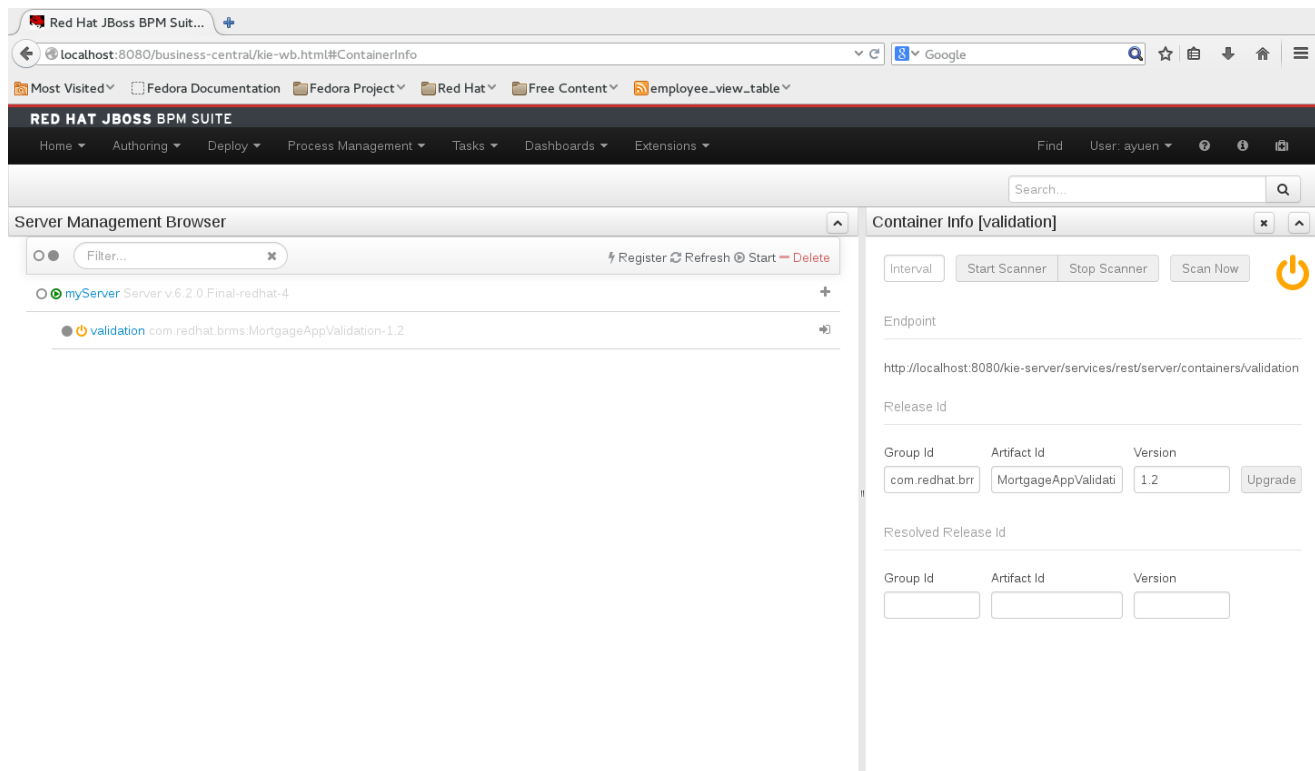 Red Hat JBoss BPM Suit...
localhost:8080/business-central/kie-wb.html#ContainerInfo
Google
Most Visited
Fedora Documentation
Fedora Project
Red Hat
Free Content
employee_view_table
RED HAT JBOSS BPM SUITE
Home Authoring Deploy Process Management Tasks Dashboards Extensions Find User: ayuen
Search...
Server Management Browser
Filter...
Register Refresh Start Delete
myServer Server v.6.2.0.Final-redhat-4
validation com.redhat.brms:MortgageAppValidation-1.2
Container Info [validation]
Interval Start Scanner Stop Scanner Scan Now
Endpoint
http://localhost:8080/kie-server/services/rest/server/containers/validation
Release Id
Group Id Artifact Id Version
com.redhat.brr MortgageAppValidati 1.2 Upgrade
Resolved Release Id
Group Id Artifact Id Version